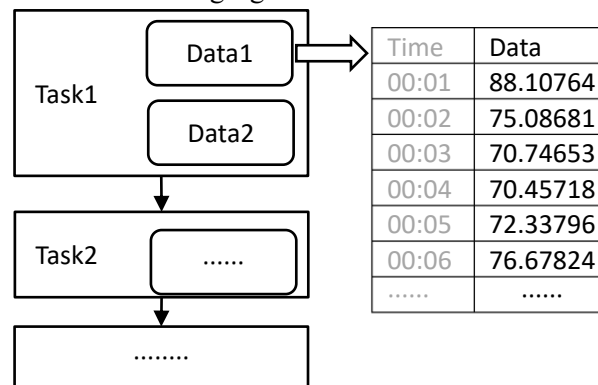 Task1
Data1
Data2
Task2
......
........
Time Data
00:01 88.10764
00:02 75.08681
00:03 70.74653
00:04 70.45718
00:05 72.33796
00:06 76.67824
...... ......